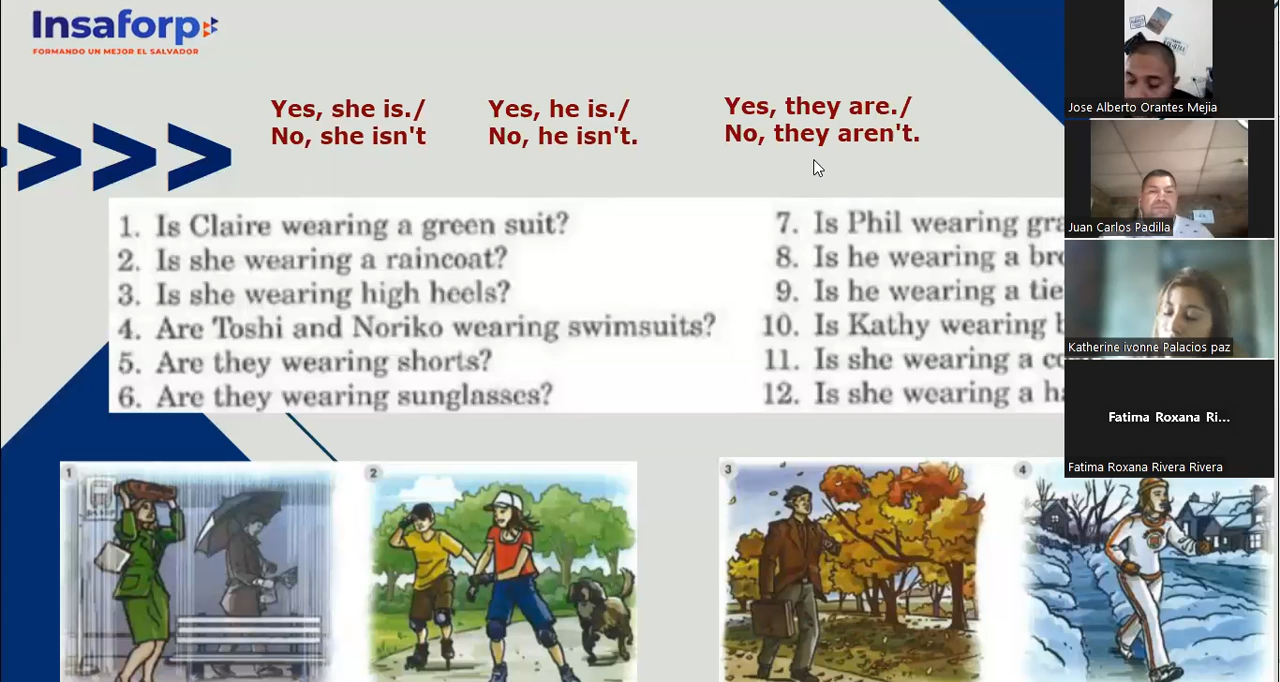 Insaforp
FORMANDO UN MEJOR EL SALVADOR
Yes, she is./
No, she isn't
Yes, he is./
No, he isn't.
Yes, they are./
No, they aren't.
1. Is Claire wearing a green suit?
2. Is she wearing a raincoat?
3. Is she wearing high heels?
4. Are Toshi and Noriko wearing swimsuits?
5. Are they wearing shorts?
6. Are they wearing sunglasses?
7. Is Phil wearing
8. Is he wearing a
9. Is he wearing a tie
10. Is Kathy wearing
11. Is she wearing a
12. Is she wearing a
1
2
3
4
Jose Alberto Orantes Mejia
Juan Carlos Padilla
Katherine ivonne Palacios paz
Fatima Roxana Ri...
Fatima Roxana Rivera Rivera